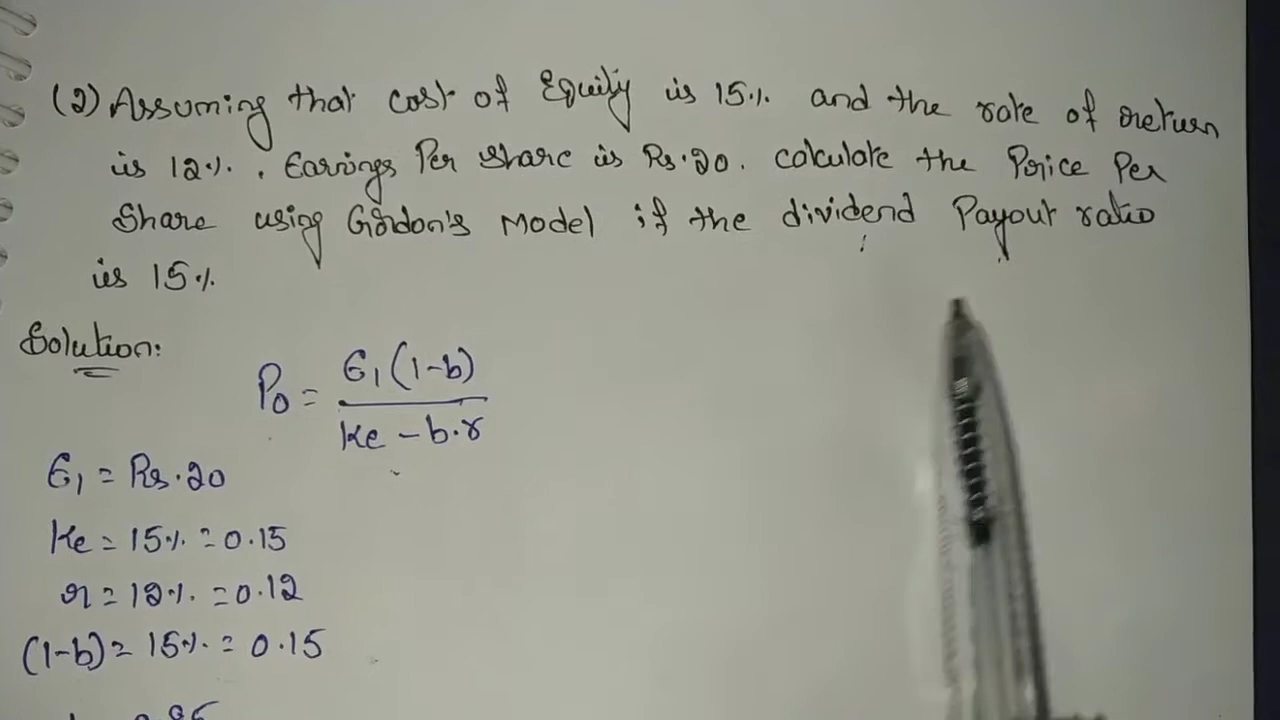 (2) Assuming that cost of Equity is 15% and the rate of return
is 12%. Earnings Per share is Rs.20. calculate the Price Per
Share using Gordon's Model if the dividend Payout ratio
is 15%
Solution:
P0 = E1(1-b)
Ke - b.r
E1 = Rs.20
Ke = 15% = 0.15
r = 12% = 0.12
(1-b) = 15% = 0.15